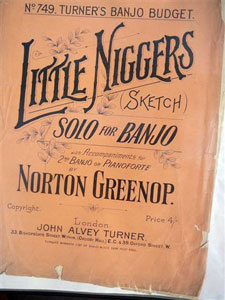 No 749. TURNER'S BANJO BUDGET.
LITTLE NIGGERS
(SKETCH)
SOLO FOR BANJO
with Accompaniments for
2ND BANJO OR PIANOFORTE
BY
NORTON GREENOP.
Copyright.
Price 4/-
London
JOHN ALVEY TURNER